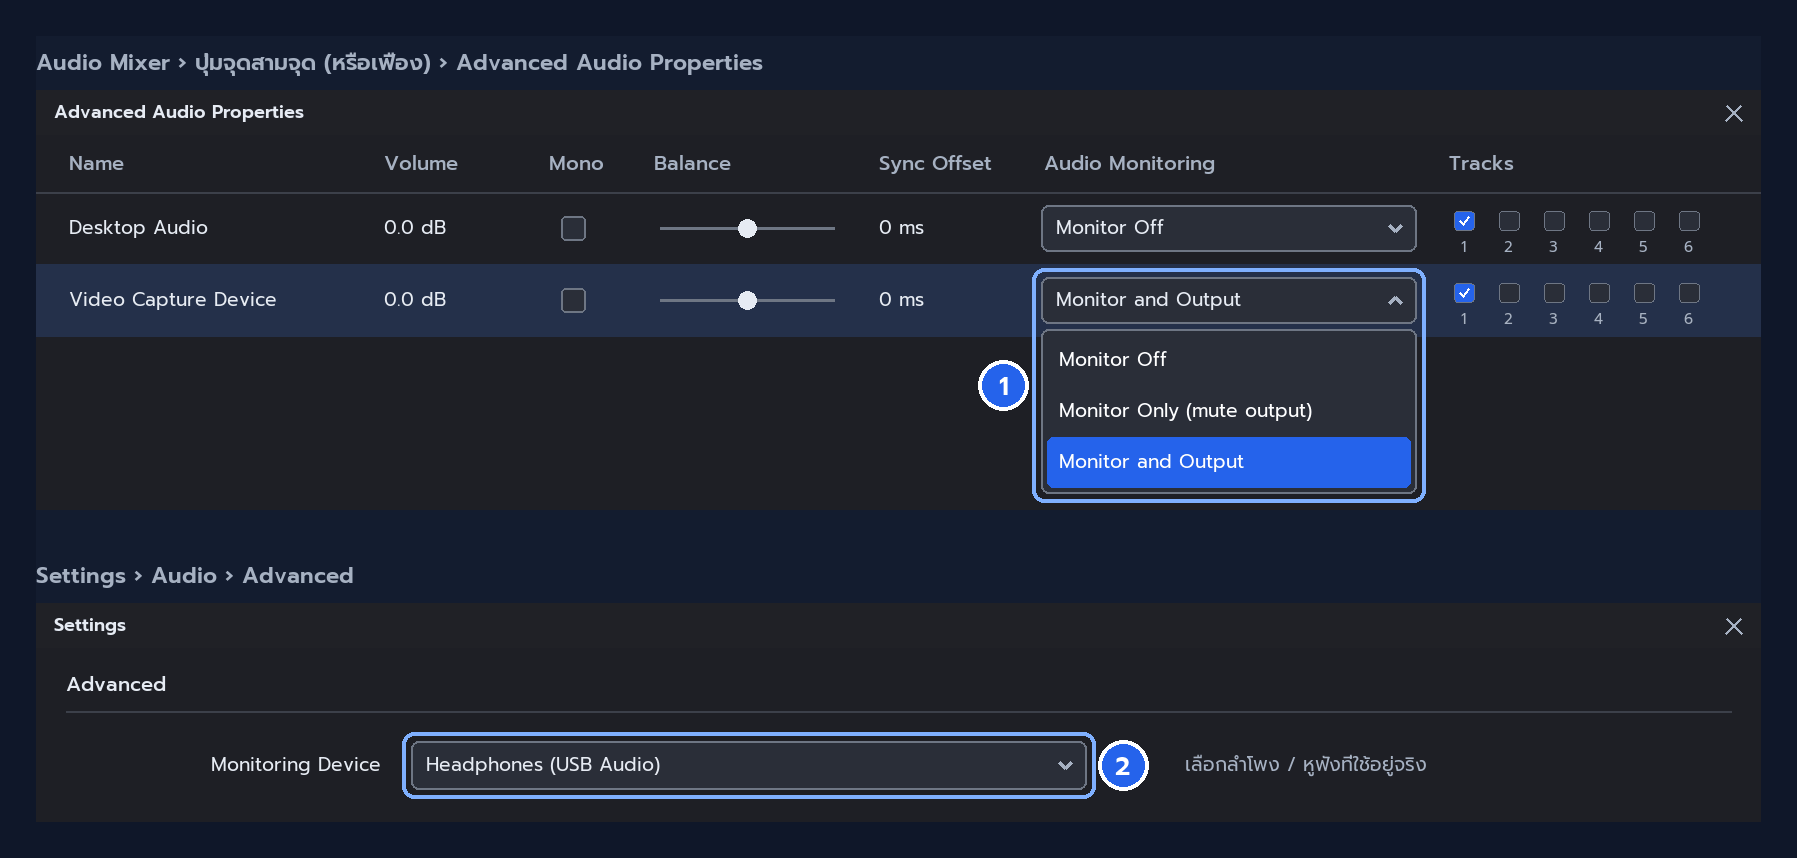 Audio Mixer › ปุ่มจุดสามจุด (หรือเฟือง) › Advanced Audio Properties
Advanced Audio Properties
Name Volume Mono Balance Sync Offset Audio Monitoring Tracks
Desktop Audio 0.0 dB 0 ms Monitor Off
1 2 3 4 5 6
Video Capture Device 0.0 dB 0 ms Monitor and Output
1 2 3 4 5 6
Monitor Off
1
Monitor Only (mute output)
Monitor and Output
Settings › Audio › Advanced
Settings
Advanced
Monitoring Device Headphones (USB Audio) 2 เลือกลำโพง / หูฟังที่ใช้อยู่จริง